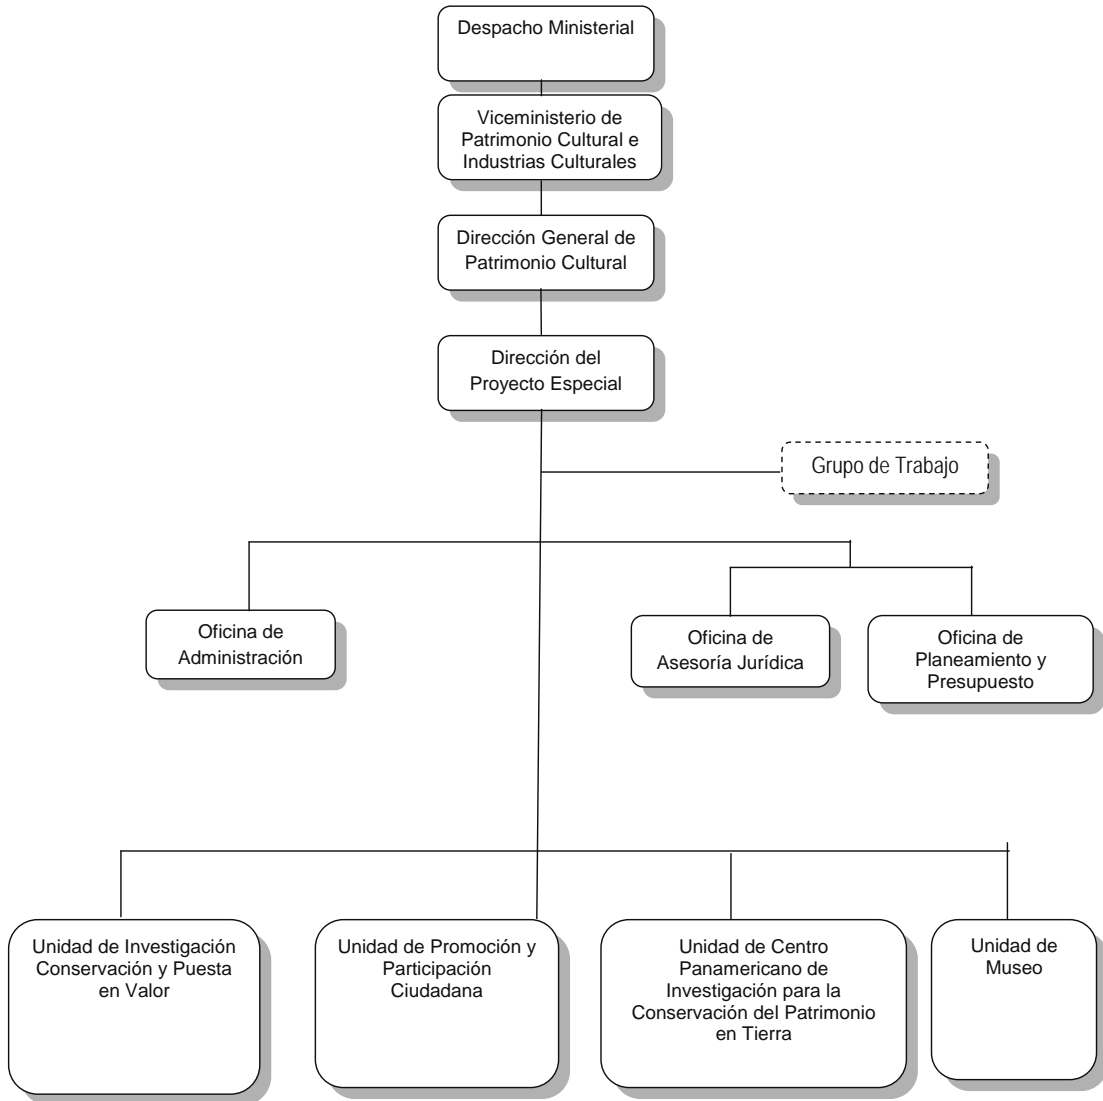 Despacho Ministerial
Viceministerio de
Patrimonio Cultural e
Industrias Culturales
Dirección General de
Patrimonio Cultural
Dirección del
Proyecto Especial
Grupo de Trabajo
Oficina de
Administración
Oficina de
Asesoría Jurídica
Oficina de
Planeamiento y
Presupuesto
Unidad de Investigación
Conservación y Puesta
en Valor
Unidad de Promoción y
Participación
Ciudadana
Unidad de Centro
Panamericano de
Investigación para la
Conservación del Patrimonio
en Tierra
Unidad de
Museo